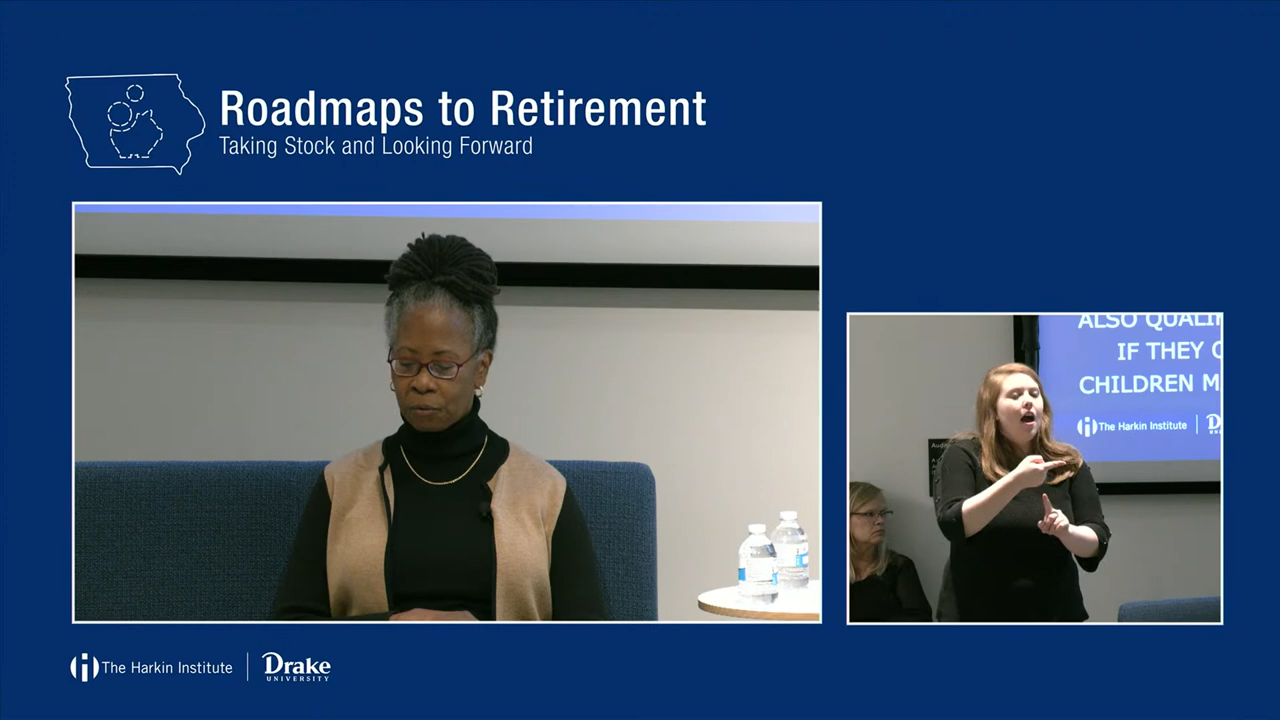 Roadmaps to Retirement
Taking Stock and Looking Forward
ALSO
IF THEY
CHILDREN
The Harkin Institute
The Harkin Institute
Drake
UNIVERSITY